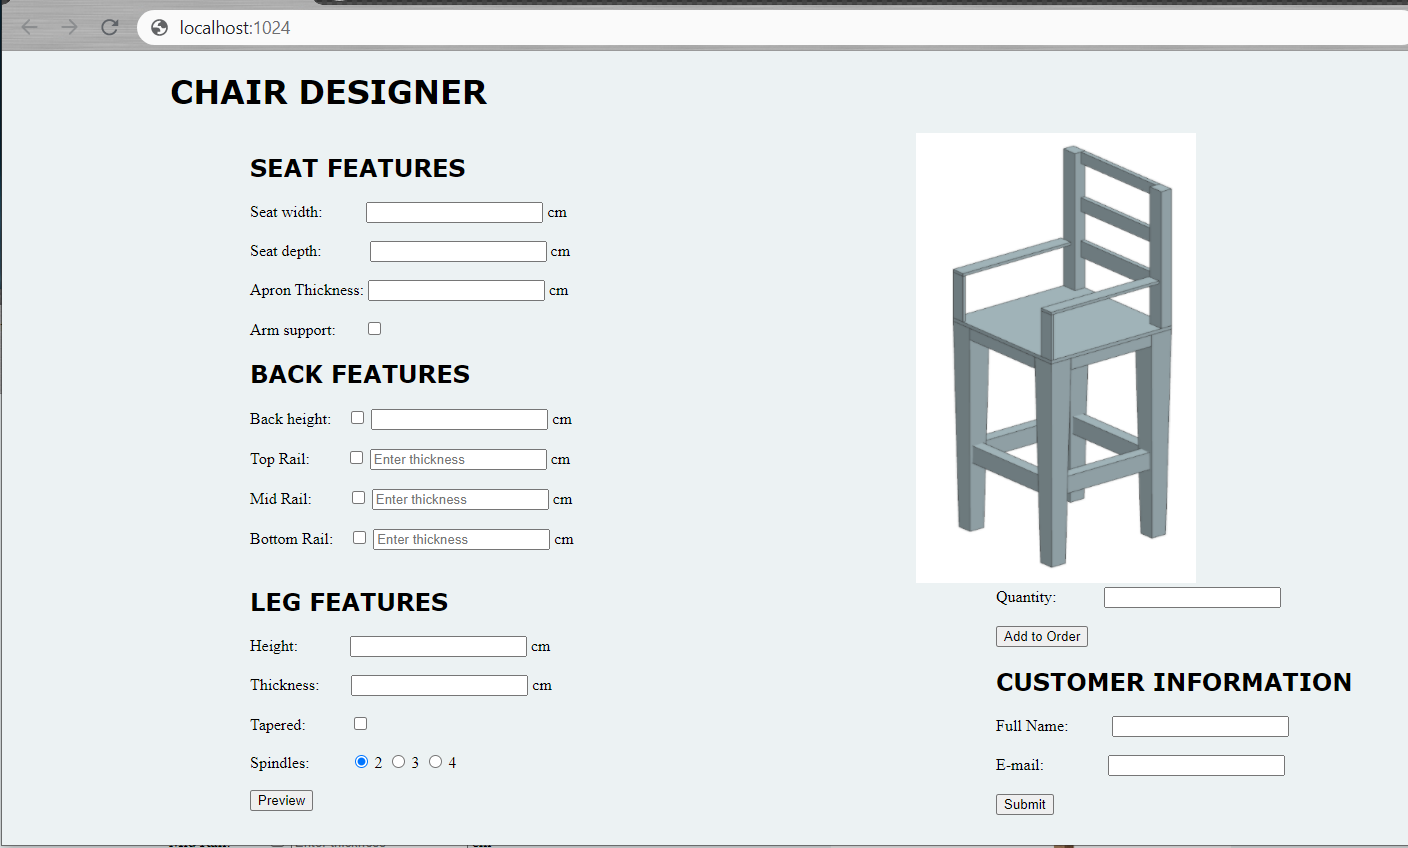 localhost:1024
CHAIR DESIGNER
SEAT FEATURES
Seat width: cm
Seat depth: cm
Apron Thickness: cm
Arm support:
BACK FEATURES
Back height: cm
Top Rail: Enter thickness cm
Mid Rail: Enter thickness cm
Bottom Rail: Enter thickness cm
LEG FEATURES
Height: cm
Thickness: cm
Tapered:
Spindles: 2 3 4
Preview
Quantity:
Add to Order
CUSTOMER INFORMATION
Full Name:
E-mail:
Submit